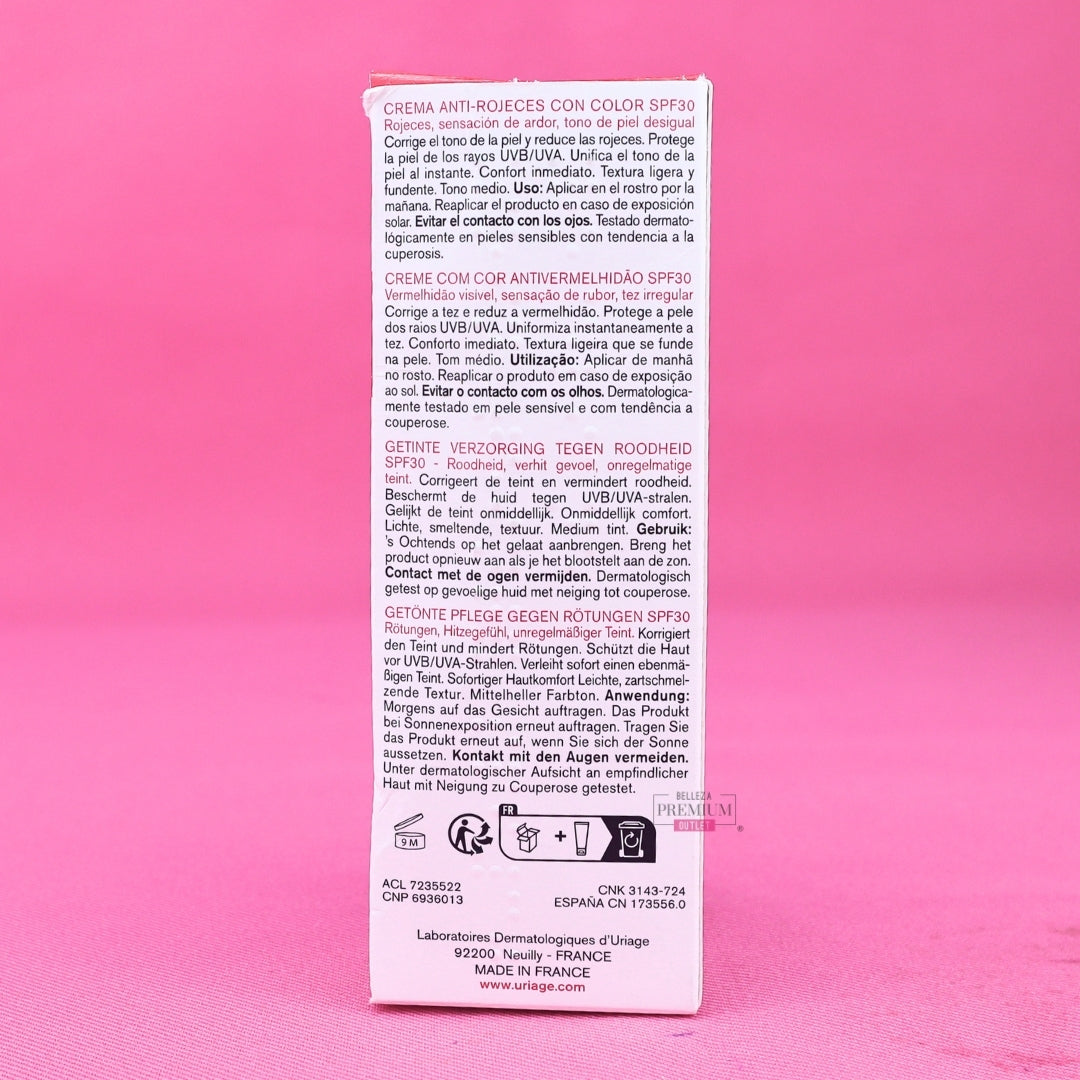 CREMA ANTI-ROJECES CON COLOR SPF30
Rojeces, sensación de ardor, tono de piel desigual
Corrige el tono de la piel y reduce las rojeces. Protege
la piel de los rayos UVB/UVA. Unifica el tono de la
piel al instante. Confort inmediato. Textura ligera y
fundente. Tono medio. Uso: Aplicar en el rostro por la
mañana. Reaplicar el producto en caso de exposición
solar. Evitar el contacto con los ojos. Testado dermato-
lógicamente en pieles sensibles con tendencia a la
cuperosis.
CREME COM COR ANTIVERMELHIDÃO SPF30
Vermelhidão visível, sensação de rubor, tez irregular
Corrige a tez e reduz a vermelhidão. Protege a pele
dos raios UVB/UVA. Uniformiza instantaneamente a
tez. Conforto imediato. Textura ligeira que se funde
na pele. Tom médio. Utilização: Aplicar de manhã
no rosto. Reaplicar o produto em caso de exposição
ao sol. Evitar o contacto com os olhos. Dermatologica-
mente testado em pele sensível e com tendência a
couperose.
GETINTE VERZORGING TEGEN ROODHEID
SPF30 - Roodheid, verhit gevoel, onregelmatige
teint. Corrigeert de teint en vermindert roodheid.
Beschermt de huid tegen UVB/UVA-stralen.
Gelijkt de teint onmiddellijk. Onmiddellijk comfort.
Lichte, smeltende, textuur. Medium tint. Gebruik:
's Ochtends op het gelaat aanbrengen. Breng het
product opnieuw aan als je het blootstelt aan de zon.
Contact met de ogen vermijden. Dermatologisch
getest op gevoelige huid met neiging tot couperose.
GETÖNTE PFLEGE GEGEN RÖTUNGEN SPF30
Rötungen, Hitzegefühl, unregelmäßiger Teint. Korrigiert
den Teint und mindert Rötungen. Schützt die Haut
vor UVB/UVA-Strahlen. Verleiht sofort einen ebenmä-
ßigen Teint. Sofortiger Hautkomfort Leichte, zartschmel-
zende Textur. Mittelheller Farbton. Anwendung:
Morgens auf das Gesicht auftragen. Das Produkt
bei Sonnenexposition erneut auftragen. Tragen Sie
das Produkt erneut auf, wenn Sie sich der Sonne
aussetzen. Kontakt mit den Augen vermeiden.
Unter dermatologischer Aufsicht an empfindlicher
Haut mit Neigung zu Couperose getestet.
BELLEZA
PREMIUM
OUTLET ®
FR
9 M
+
ACL 7235522
CNP 6936013
CNK 3143-724
ESPAÑA CN 173556.0
Laboratoires Dermatologiques d'Uriage
92200 Neuilly - FRANCE
MADE IN FRANCE
www.uriage.com